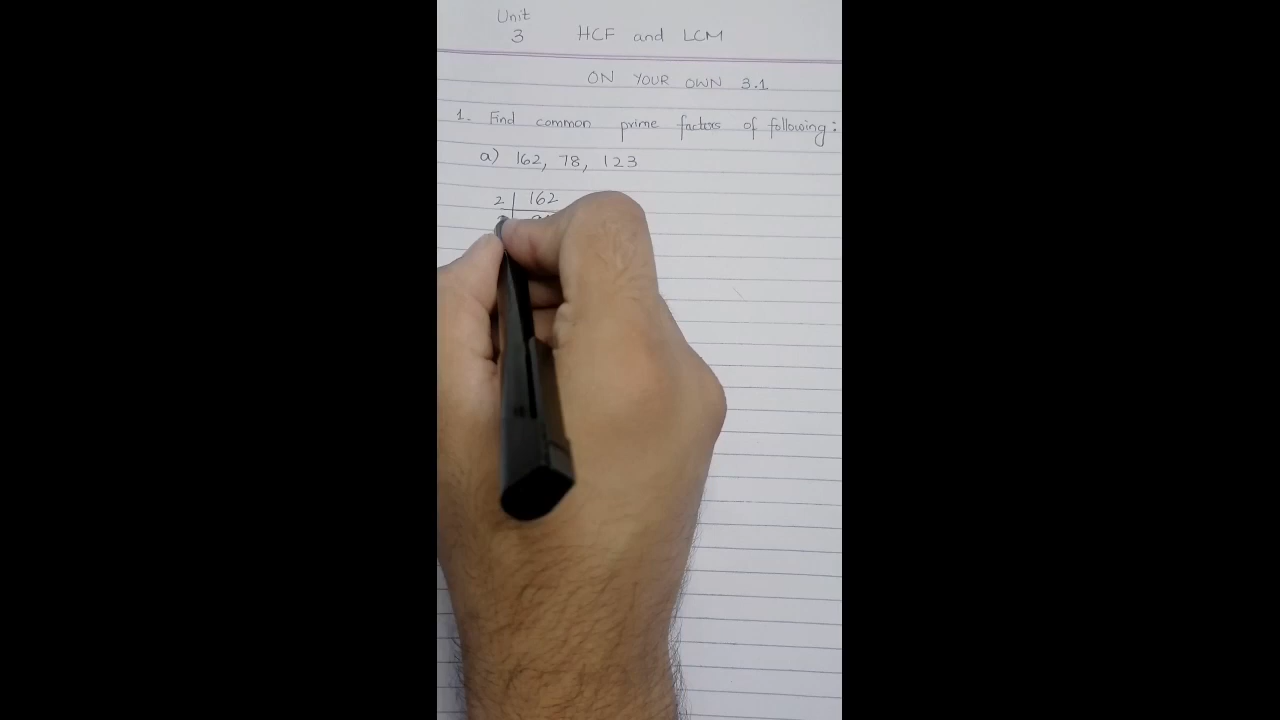 Unit
3 HCF and LCM
ON YOUR OWN 3.1
1. Find common prime factors of following:
a) 162, 78, 123
2 | 162